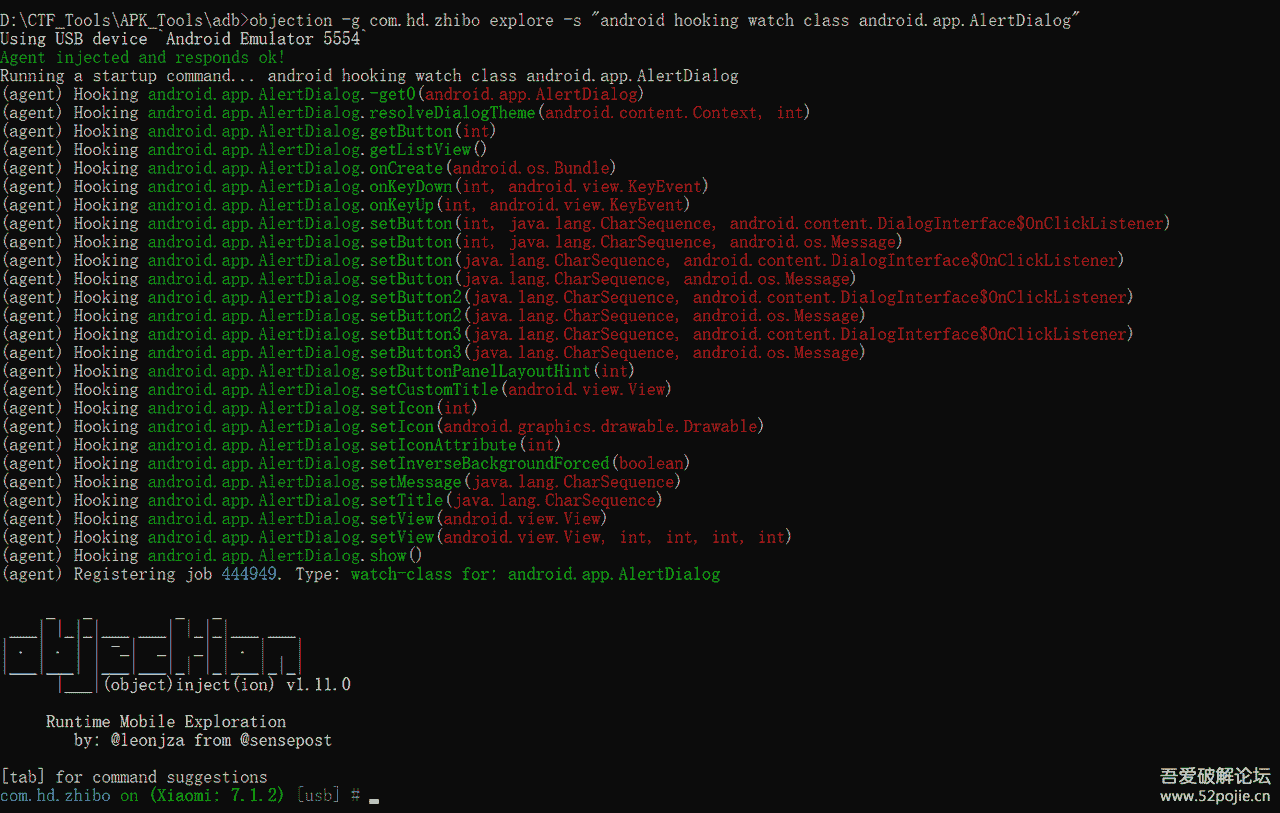 D:\CTF_Tools\APK_Tools\adb>objection -g com.hd.zhibo explore -s "android hooking watch class android.app.AlertDialog"
Using USB device `Android Emulator 5554`
Agent injected and responds ok!
Running a startup command... android hooking watch class android.app.AlertDialog
(agent) Hooking android.app.AlertDialog.-get0(android.app.AlertDialog)
(agent) Hooking android.app.AlertDialog.resolveDialogTheme(android.content.Context, int)
(agent) Hooking android.app.AlertDialog.getButton(int)
(agent) Hooking android.app.AlertDialog.getListView()
(agent) Hooking android.app.AlertDialog.onCreate(android.os.Bundle)
(agent) Hooking android.app.AlertDialog.onKeyDown(int, android.view.KeyEvent)
(agent) Hooking android.app.AlertDialog.onKeyUp(int, android.view.KeyEvent)
(agent) Hooking android.app.AlertDialog.setButton(int, java.lang.CharSequence, android.content.DialogInterface$OnClickListener)
(agent) Hooking android.app.AlertDialog.setButton(int, java.lang.CharSequence, android.os.Message)
(agent) Hooking android.app.AlertDialog.setButton(java.lang.CharSequence, android.content.DialogInterface$OnClickListener)
(agent) Hooking android.app.AlertDialog.setButton(java.lang.CharSequence, android.os.Message)
(agent) Hooking android.app.AlertDialog.setButton2(java.lang.CharSequence, android.content.DialogInterface$OnClickListener)
(agent) Hooking android.app.AlertDialog.setButton2(java.lang.CharSequence, android.os.Message)
(agent) Hooking android.app.AlertDialog.setButton3(java.lang.CharSequence, android.content.DialogInterface$OnClickListener)
(agent) Hooking android.app.AlertDialog.setButton3(java.lang.CharSequence, android.os.Message)
(agent) Hooking android.app.AlertDialog.setButtonPanelLayoutHint(int)
(agent) Hooking android.app.AlertDialog.setCustomTitle(android.view.View)
(agent) Hooking android.app.AlertDialog.setIcon(int)
(agent) Hooking android.app.AlertDialog.setIcon(android.graphics.drawable.Drawable)
(agent) Hooking android.app.AlertDialog.setIconAttribute(int)
(agent) Hooking android.app.AlertDialog.setInverseBackgroundForced(boolean)
(agent) Hooking android.app.AlertDialog.setMessage(java.lang.CharSequence)
(agent) Hooking android.app.AlertDialog.setTitle(java.lang.CharSequence)
(agent) Hooking android.app.AlertDialog.setView(android.view.View)
(agent) Hooking android.app.AlertDialog.setView(android.view.View, int, int, int, int)
(agent) Hooking android.app.AlertDialog.show()
(agent) Registering job 444949. Type: watch-class for: android.app.AlertDialog
objection
(object)inject(ion) v1.11.0
Runtime Mobile Exploration
by: @leonjza from @sensepost
[tab] for command suggestions
com.hd.zhibo on (Xiaomi: 7.1.2) [usb] #
吾爱破解论坛
www.52pojie.cn